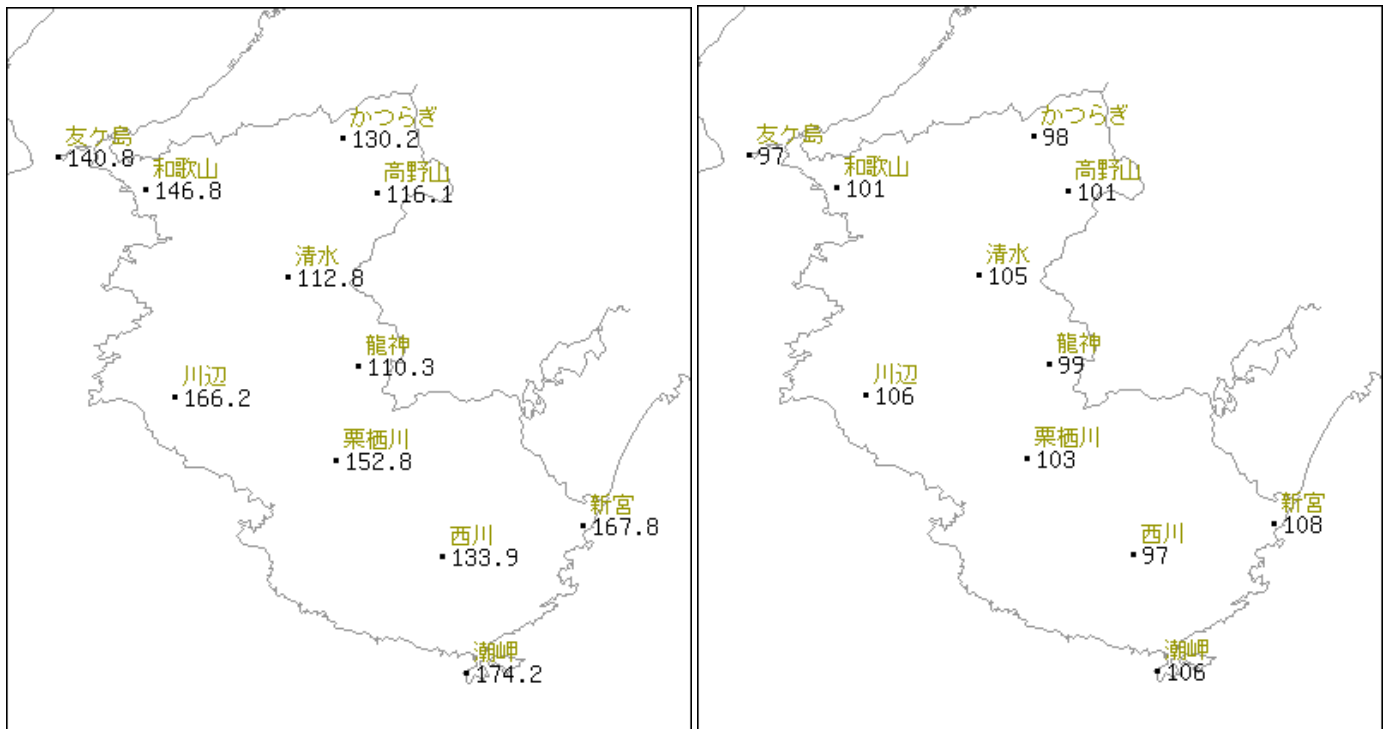 かつらぎ
130.2
友ケ島
140.8
和歌山
146.8
高野山
116.1
清水
112.8
龍神
110.3
川辺
166.2
栗栖川
152.8
新宮
167.8
西川
133.9
潮岬
174.2
かつらぎ
98
友ケ島
97
和歌山
101
高野山
101
清水
105
龍神
99
川辺
106
栗栖川
103
新宮
108
西川
97
潮岬
106